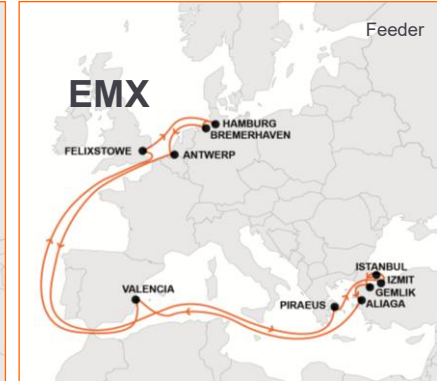 Feeder
EMX
HAMBURG
BREMERHAVEN
FELIXSTOWE
ANTWERP
ISTANBUL
IZMIT
VALENCIA
GEMLIK
PIRAEUS
ALIAGA